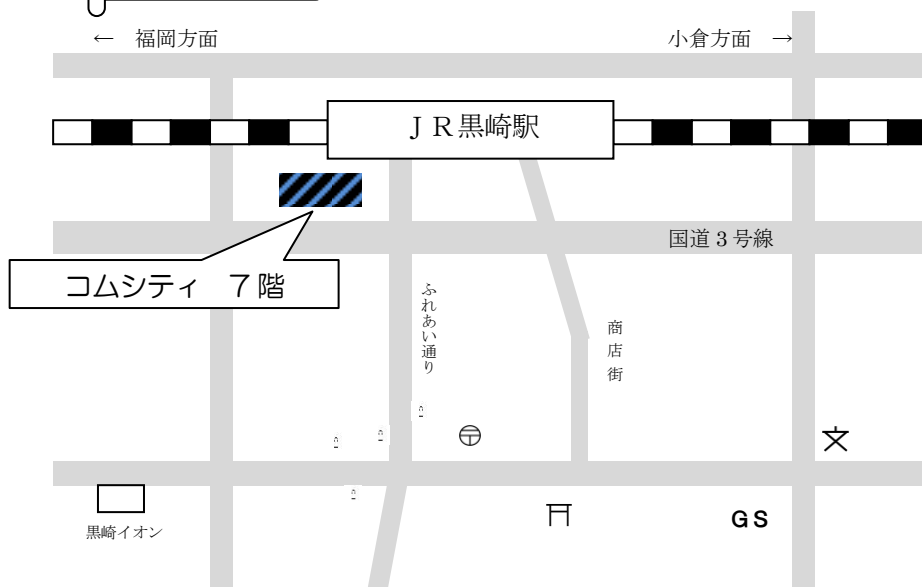 ← 福岡方面
小倉方面 →
ＪＲ黒崎駅
国道３号線
コムシティ　７階
ふれあい通り
商店街
〒
文
黒崎イオン
GS